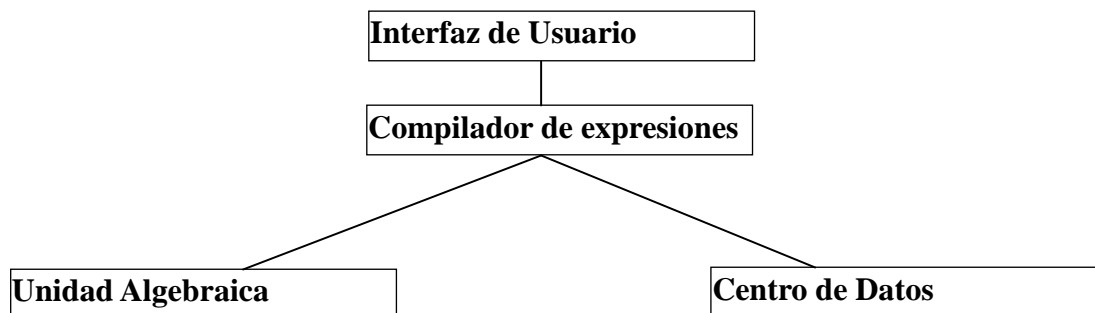 Interfaz de Usuario
Compilador de expresiones
Unidad Algebraica
Centro de Datos